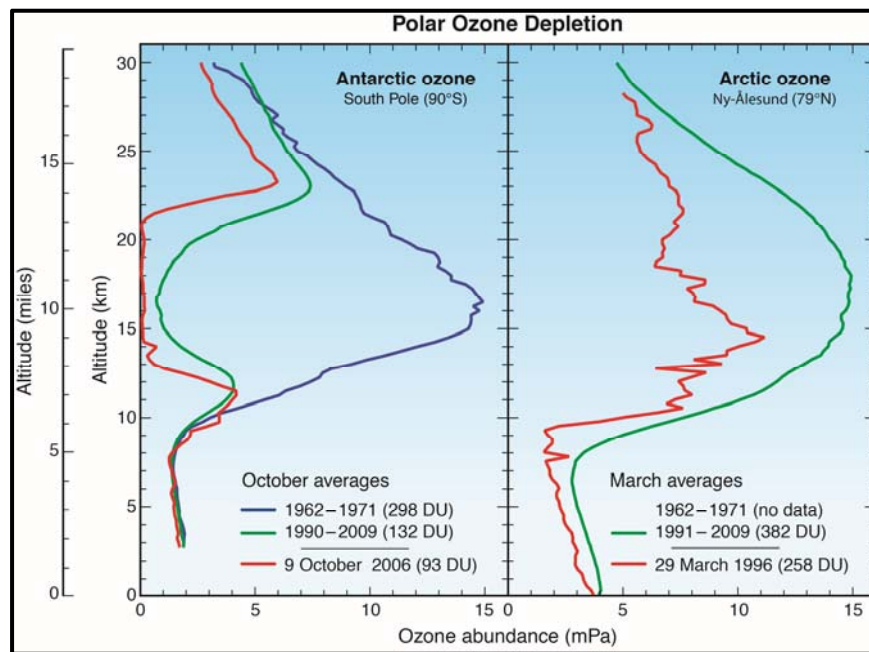 Polar Ozone Depletion
Antarctic ozone
South Pole (90°S)
Arctic ozone
Ny-Ålesund (79°N)
Altitude (miles)
15
10
5
0
Altitude (km)
30
25
20
15
10
5
0
October averages
1962–1971 (298 DU)
1990–2009 (132 DU)
9 October 2006 (93 DU)
March averages
1962–1971 (no data)
1991–2009 (382 DU)
29 March 1996 (258 DU)
0 5 10 15 0 5 10 15
Ozone abundance (mPa)